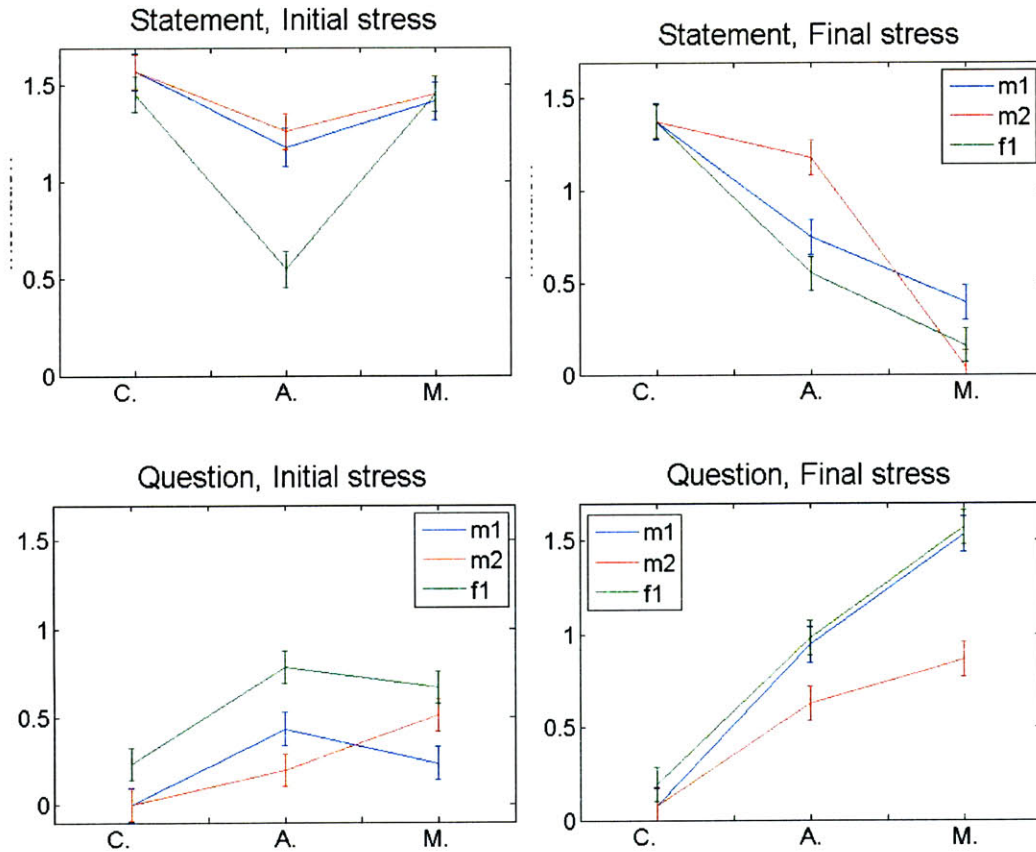 Statement, Initial stress
1.5
1
0.5
0
C. A. M.
Statement, Final stress
m1
m2
f1
1.5
1
0.5
0
C. A. M.
Question, Initial stress
m1
m2
f1
1.5
1
0.5
0
C. A. M.
Question, Final stress
m1
m2
f1
1.5
1
0.5
0
C. A. M.